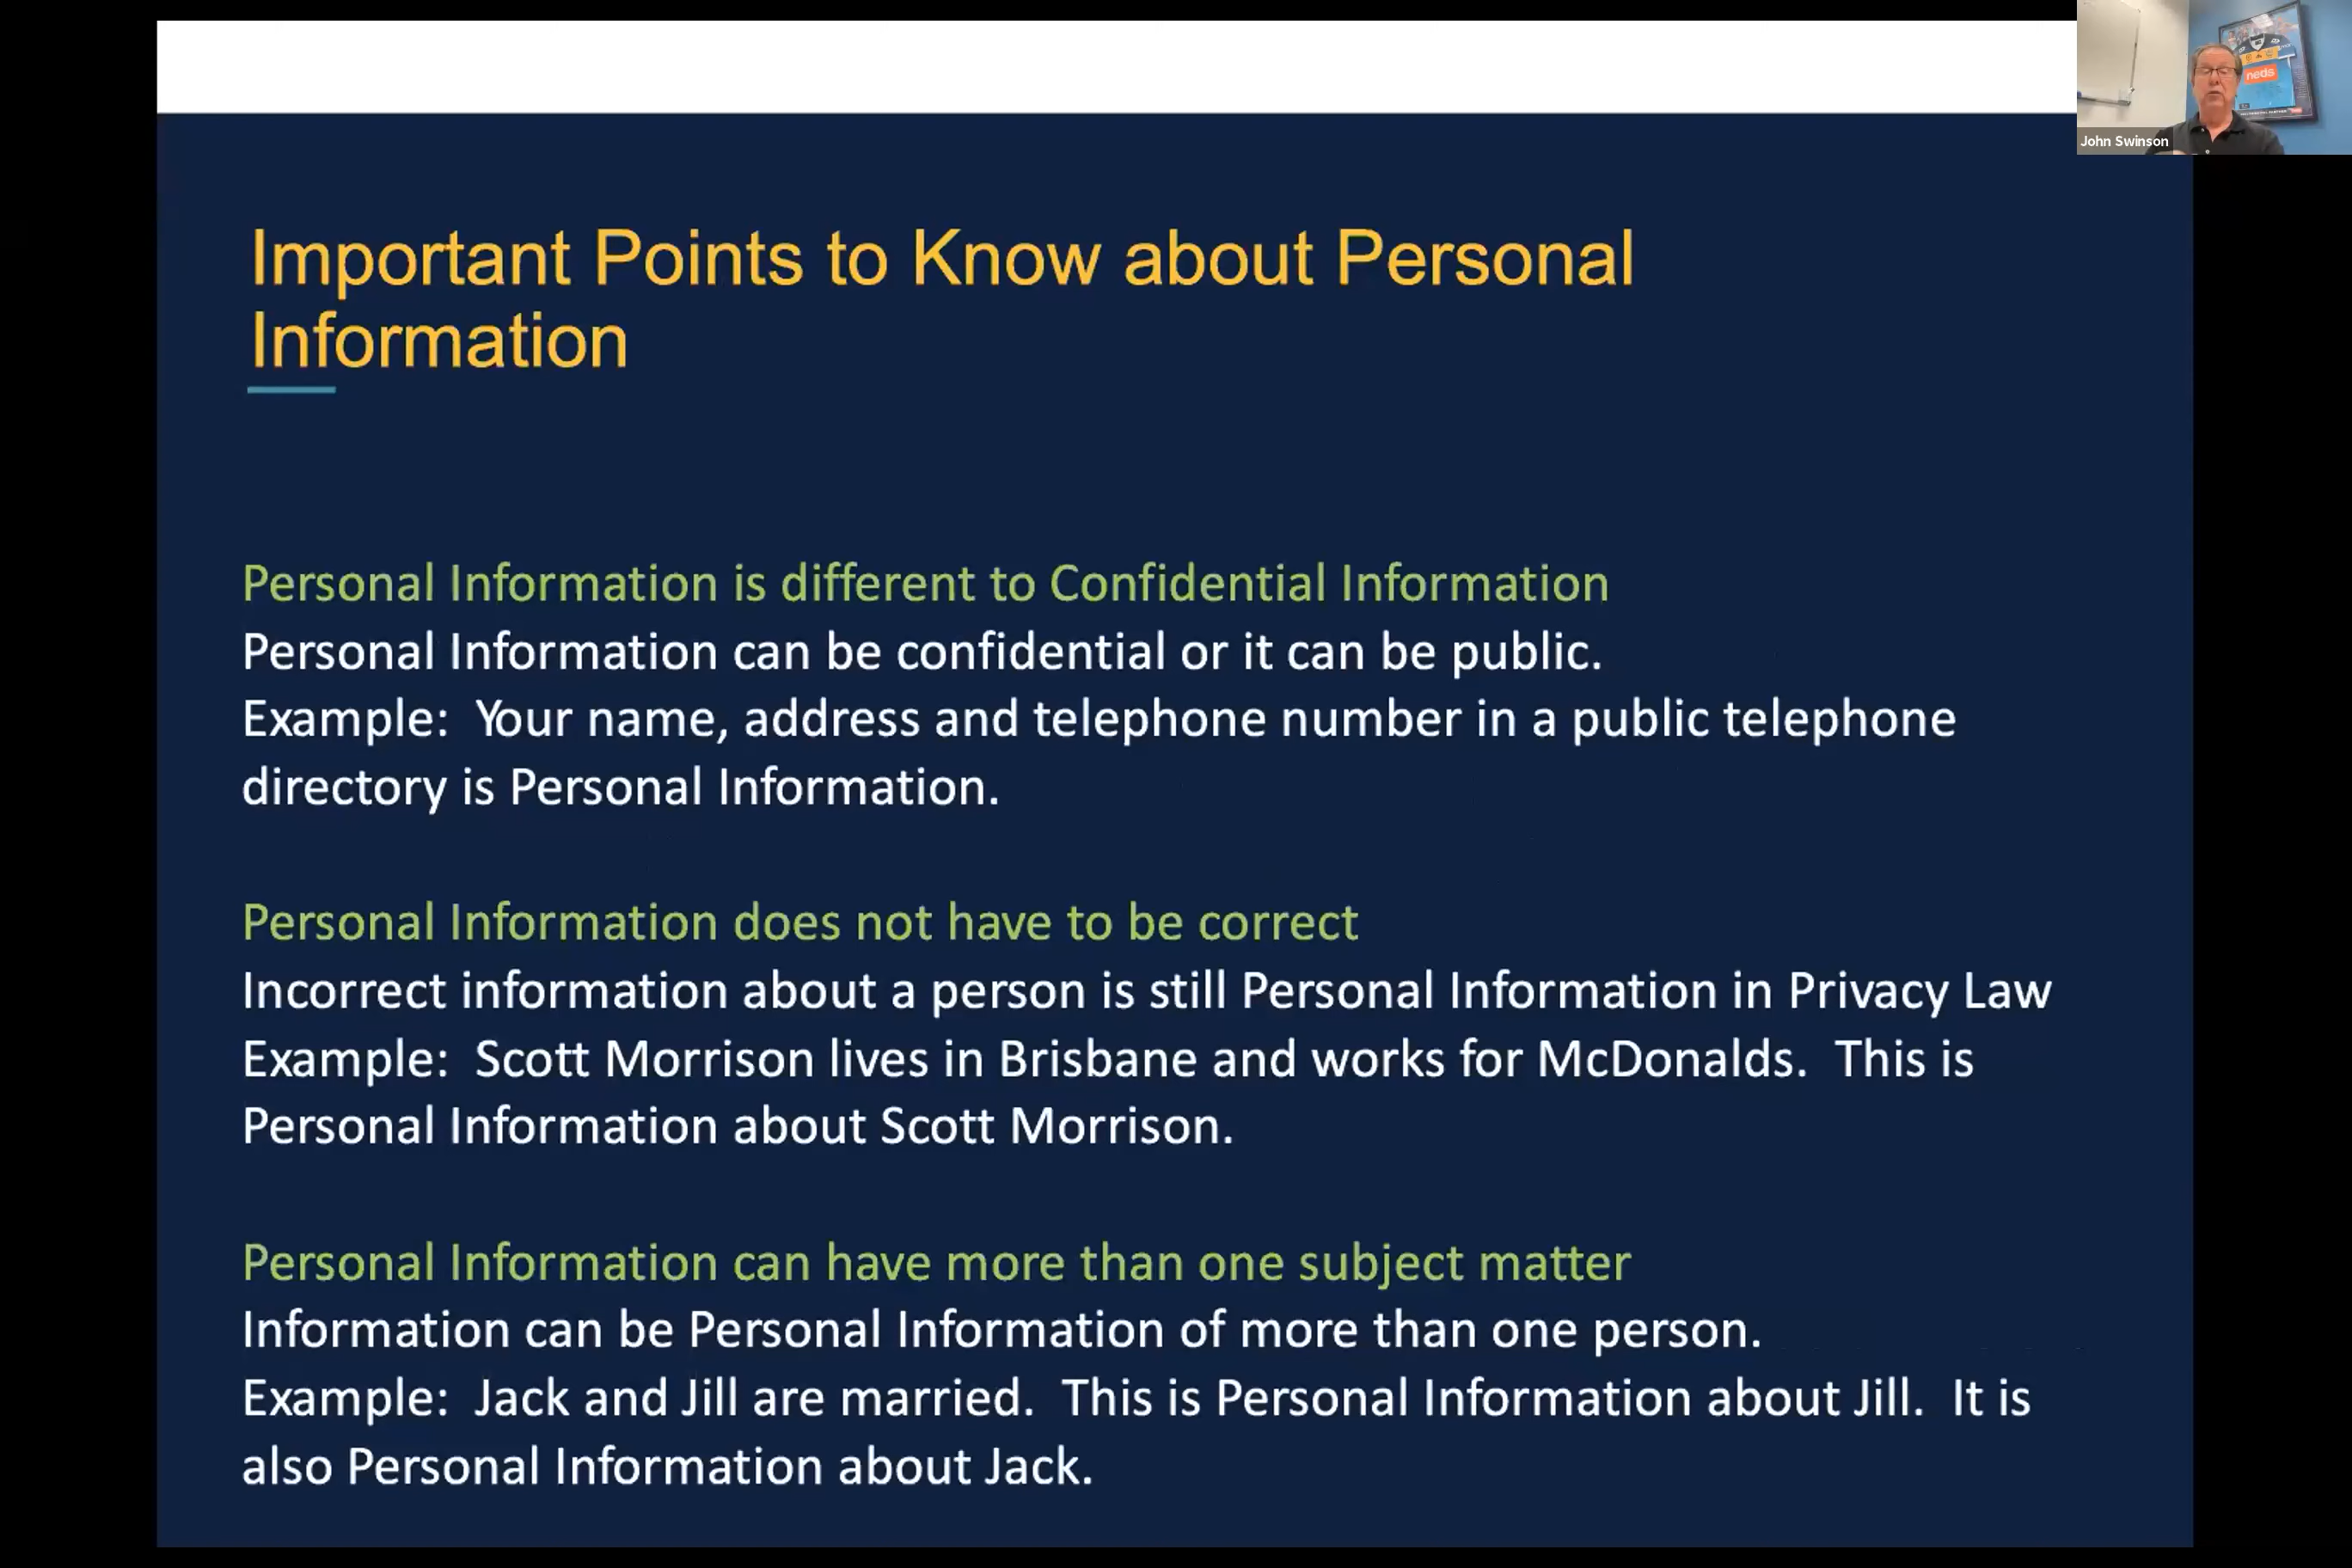 neds
John Swinson
Important Points to Know about Personal
Information
Personal Information is different to Confidential Information
Personal Information can be confidential or it can be public.
Example:  Your name, address and telephone number in a public telephone
directory is Personal Information.
Personal Information does not have to be correct
Incorrect information about a person is still Personal Information in Privacy Law
Example:  Scott Morrison lives in Brisbane and works for McDonalds.  This is
Personal Information about Scott Morrison.
Personal Information can have more than one subject matter
Information can be Personal Information of more than one person.
Example:  Jack and Jill are married.  This is Personal Information about Jill.  It is
also Personal Information about Jack.